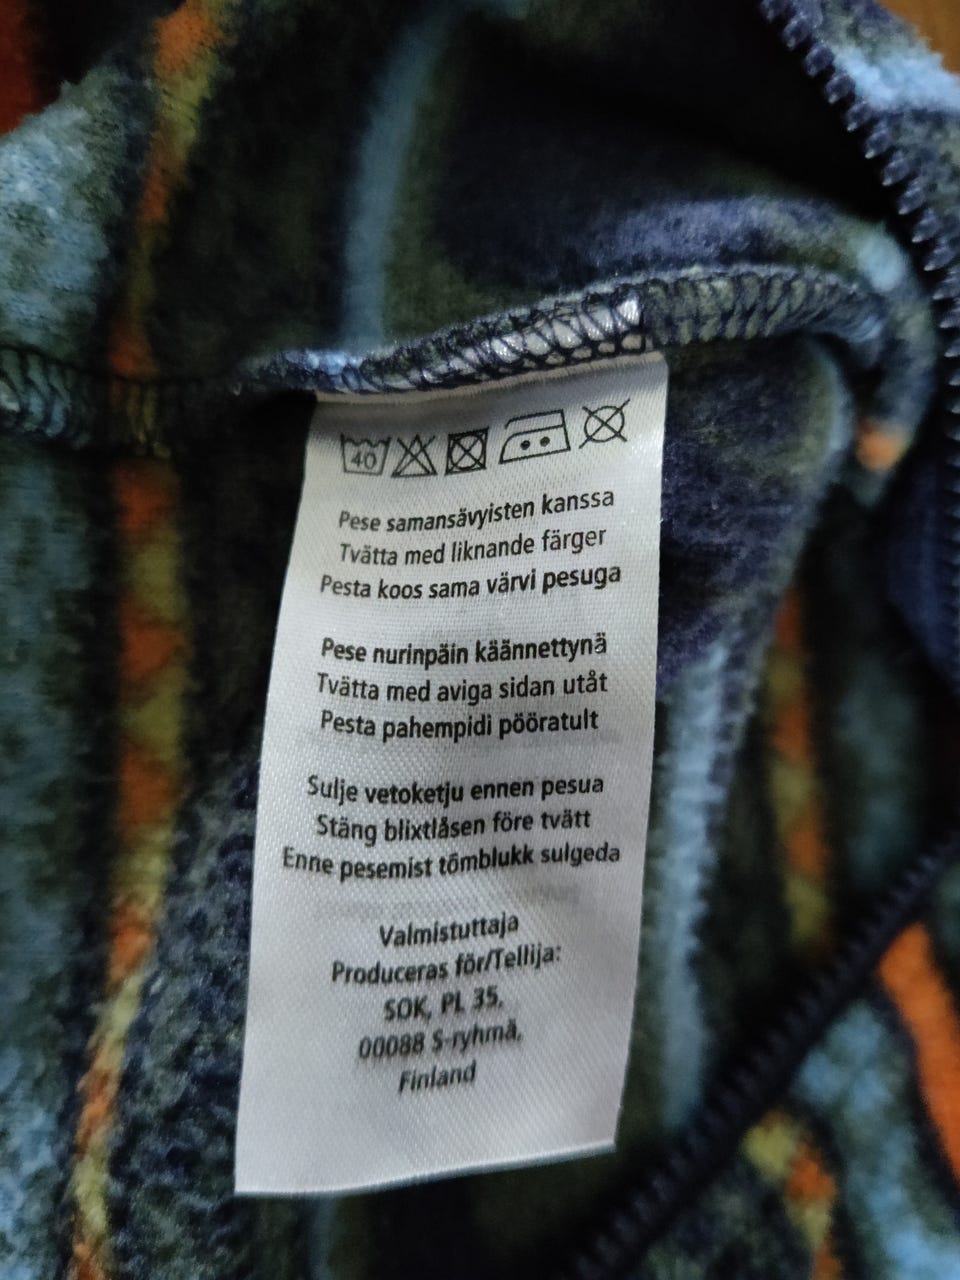 40
Pese samansävyisten kanssa
Tvätta med liknande färger
Pesta koos sama värvi pesuga
Pese nurinpäin käännettynä
Tvätta med aviga sidan utåt
Pesta pahempidi pööratult
Sulje vetoketju ennen pesua
Stäng blixtlåsen före tvätt
Enne pesemist tõmblukk sulgeda
Valmistuttaja
Produceras för/Tellija:
SOK, PL 35,
00088 S-ryhmä,
Finland